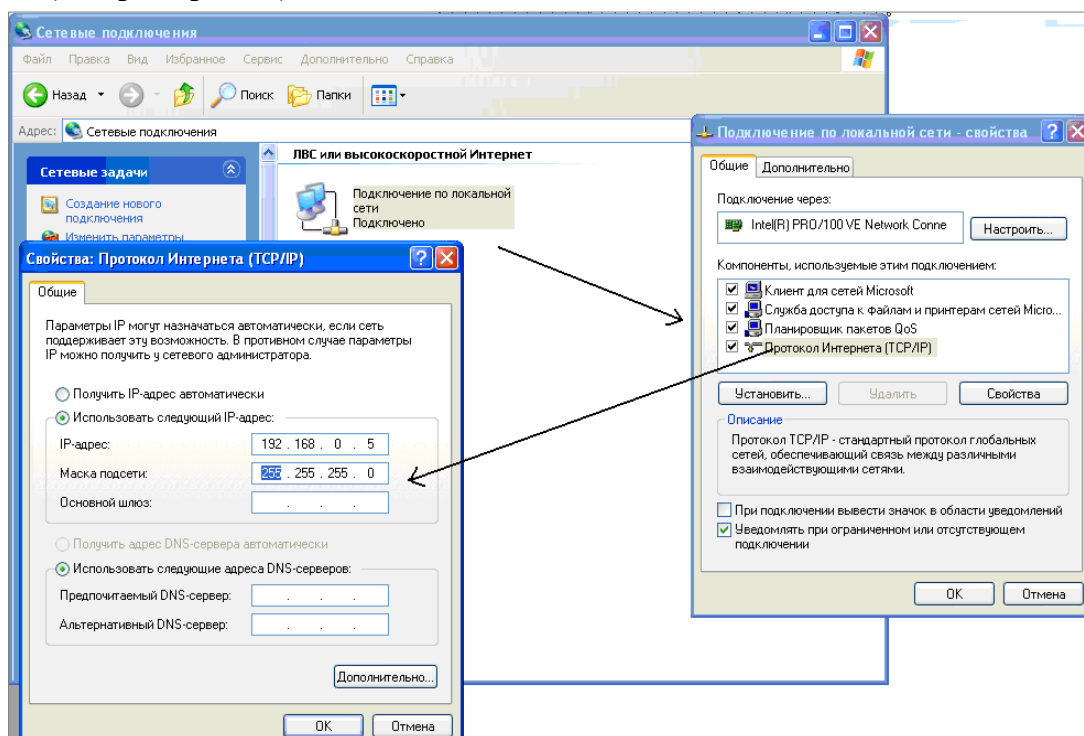 Сетевые подключения
Файл Правка Вид Избранное Сервис Дополнительно Справка
Назад Поиск Папки
Адрес: Сетевые подключения
Сетевые задачи
Создание нового
подключения
Изменить параметры
ЛВС или высокоскоростной Интернет
Подключение по локальной
сети
Подключено
Подключение по локальной сети - свойства
Общие Дополнительно
Подключение через:
Intel(R) PRO/100 VE Network Conne Настроить...
Компоненты, используемые этим подключением:
Клиент для сетей Microsoft
Служба доступа к файлам и принтерам сетей Micro...
Планировщик пакетов QoS
Протокол Интернета (TCP/IP)
Установить... Удалить Свойства
Описание
Протокол TCP/IP - стандартный протокол глобальных
сетей, обеспечивающий связь между различными
взаимодействующими сетями.
При подключении вывести значок в области уведомлений
Уведомлять при ограниченном или отсутствующем
подключении
OK Отмена
Свойства: Протокол Интернета (TCP/IP)
Общие
Параметры IP могут назначаться автоматически, если сеть
поддерживает эту возможность. В противном случае параметры
IP можно получить у сетевого администратора.
Получить IP-адрес автоматически
Использовать следующий IP-адрес:
IP-адрес: 192 . 168 . 0 . 5
Маска подсети: 255 . 255 . 255 . 0
Основной шлюз: . . .
Получить адрес DNS-сервера автоматически
Использовать следующие адреса DNS-серверов:
Предпочитаемый DNS-сервер: . . .
Альтернативный DNS-сервер: . . .
Дополнительно...
OK Отмена